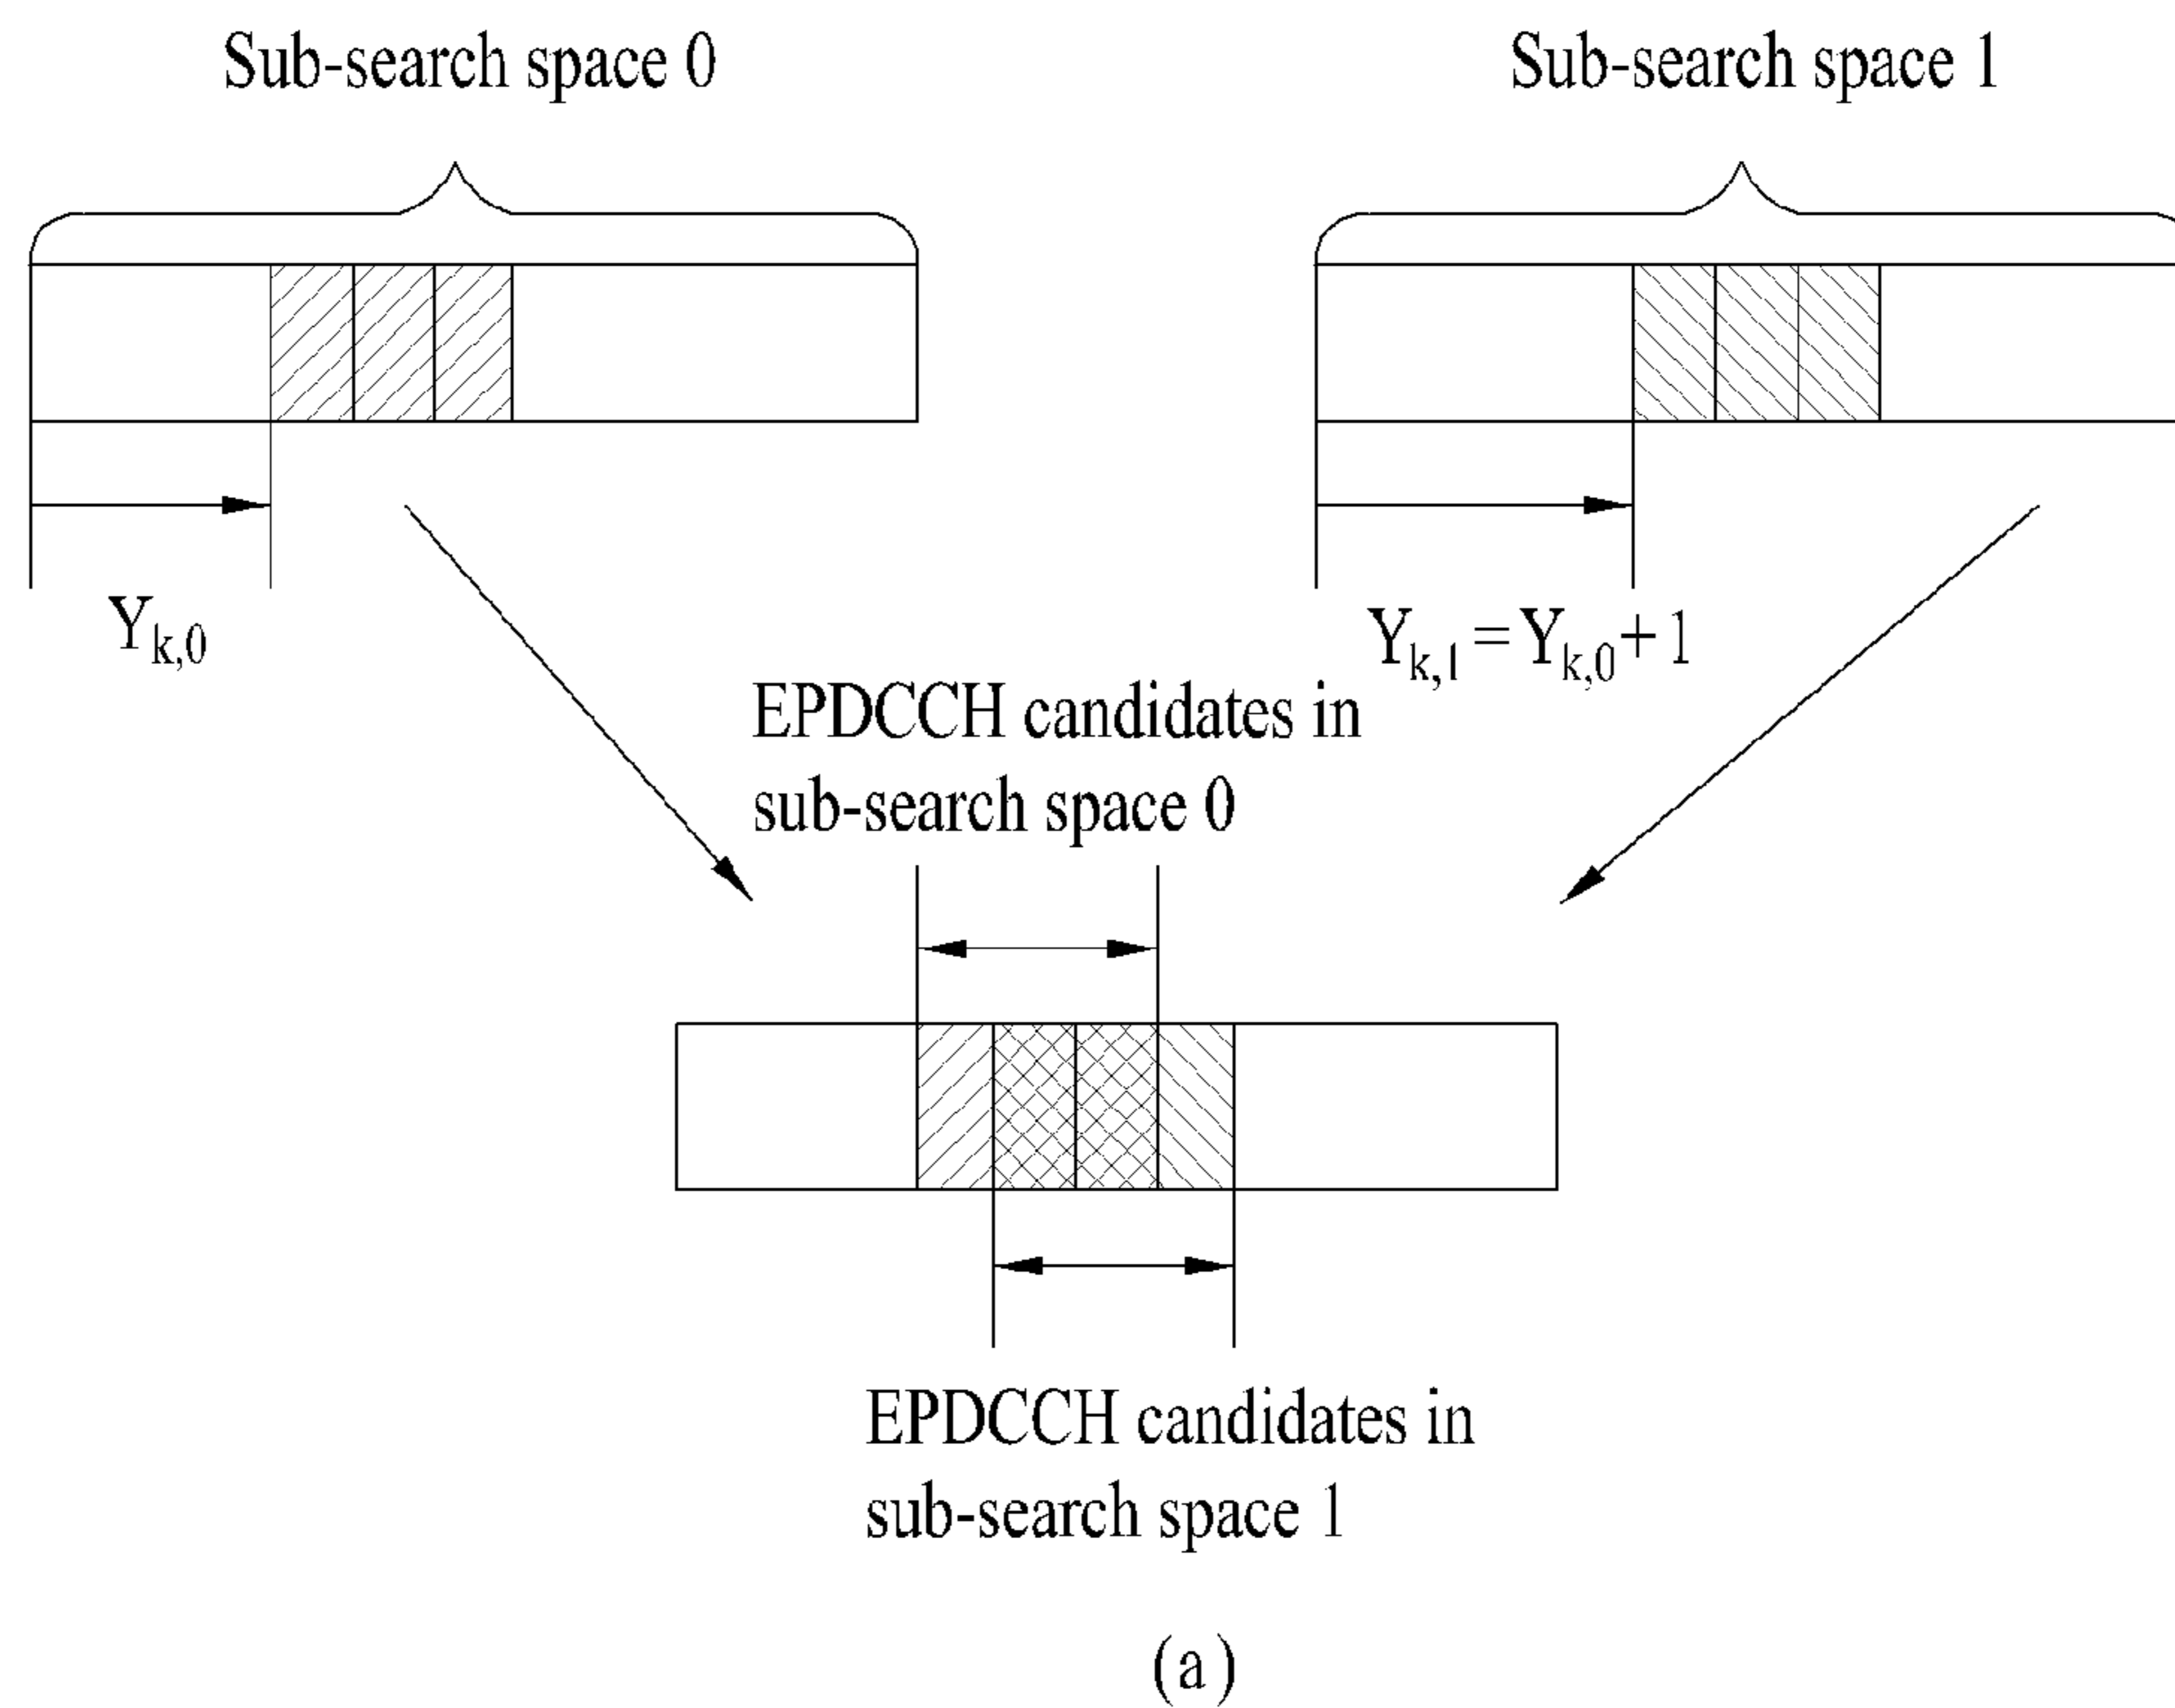 Sub-search space 0
Sub-search space 1
Yk,0
Yk,1 = Yk,0 + 1
EPDCCH candidates in
sub-search space 0
EPDCCH candidates in
sub-search space 1
(a)